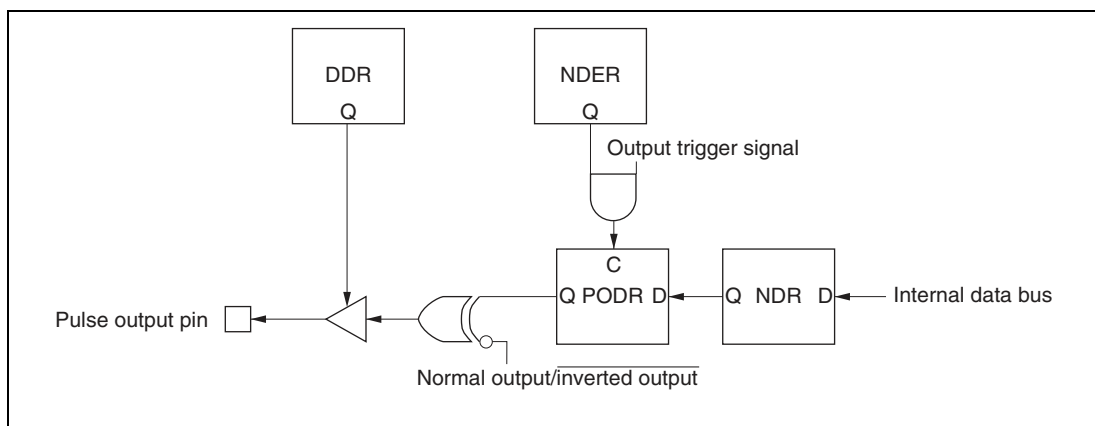 DDR
Q
NDER
Q
Output trigger signal
C
Q PODR D
Q NDR D
Internal data bus
Pulse output pin
Normal output/inverted output